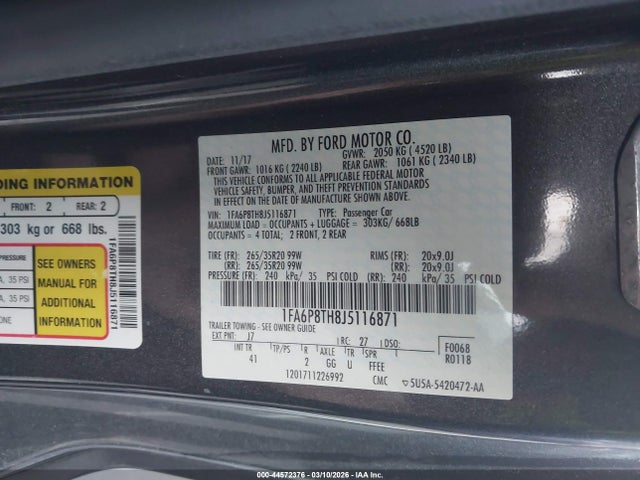 DING INFORMATION
FRONT: 2 REAR: 2
303 kg or 668 lbs.
PRESSURE
A, 35 PSI
A, 35 PSI
ONE
SEE OWNERS
MANUAL FOR
ADDITIONAL
INFORMATION
1FA6P8TH8J5116871
MFD. BY FORD MOTOR CO.
DATE: 11/17 GVWR: 2050 KG ( 4520 LB)
FRONT GAWR: 1016 KG ( 2240 LB) REAR GAWR: 1061 KG ( 2340 LB)
THIS VEHICLE CONFORMS TO ALL APPLICABLE FEDERAL MOTOR
VEHICLE SAFETY, BUMPER, AND THEFT PREVENTION STANDARDS IN
EFFECT ON THE DATE OF MANUFACTURE SHOWN ABOVE.
VIN: 1FA6P8TH8J5116871 TYPE: Passenger Car
MAXIMUM LOAD = OCCUPANTS + LUGGAGE = 303KG/ 668LB
OCCUPANTS = 4 TOTAL; 2 FRONT, 2 REAR
TIRE (FR): 265/35R20 99W RIMS (FR): 20x9.0J
(RR): 265/35R20 99W (RR): 20x9.0J
PRESSURE (FR): 240 kPa/ 35 PSI COLD (RR): 240 kPa/ 35 PSI COLD
1FA6P8TH8J5116871
TRAILER TOWING - SEE OWNER GUIDE
EXT PNT: J7 RC: 27 DSO: F0068
INT TR TP/PS R AXLE TR SPR R0118
41 2 GG U FFEE
1201711226992 CMC 5U5A-5420472-AA
000-44572376 - 03/10/2026 - IAA, Inc.